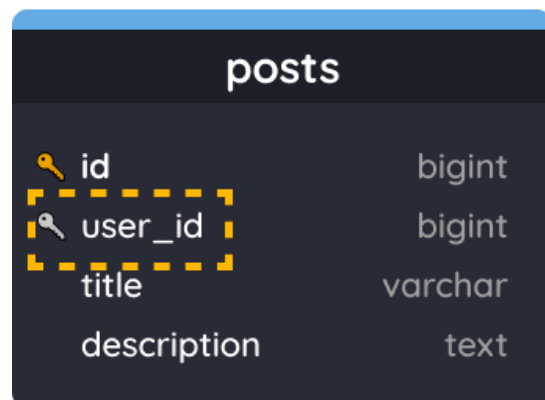 posts
id bigint
user_id bigint
title varchar
description text